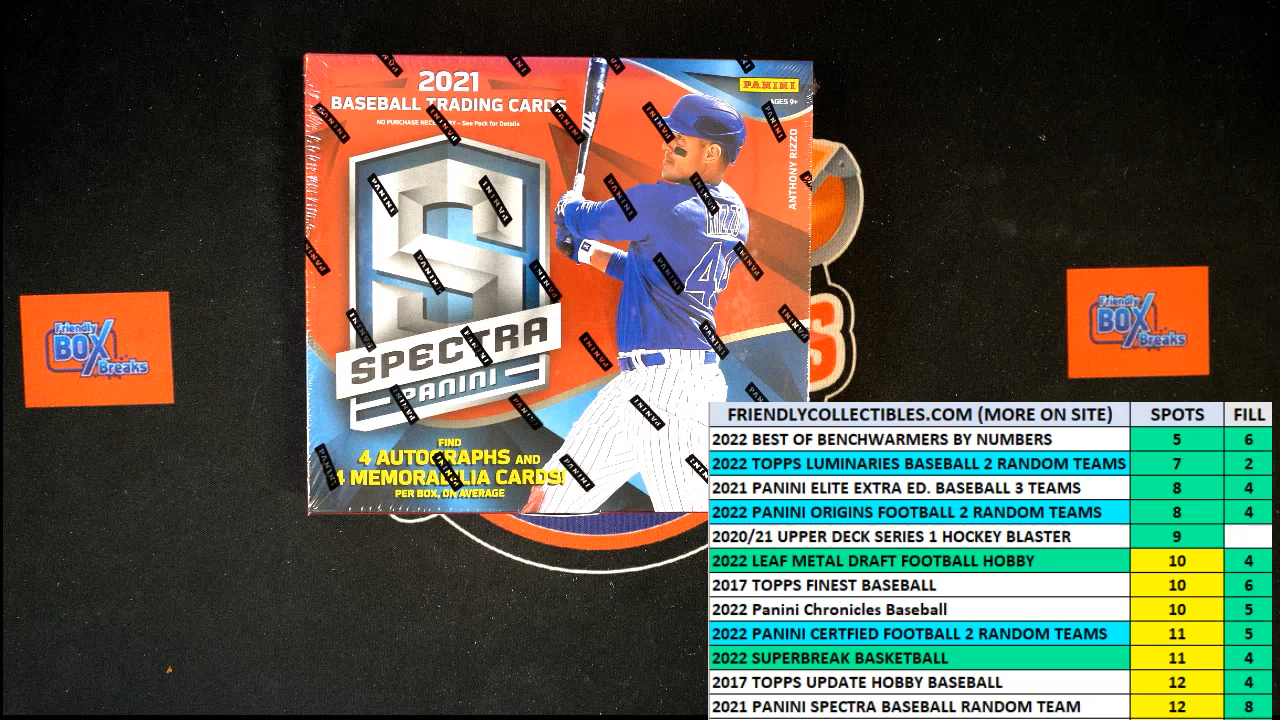 2021
BASEBALL TRADING CARDS
NO PURCHASE NECESSARY - See Pack for Details
PANINI
AGES 9+
ANTHONY RIZZO
RIZZO
44
S
SPECTRA
PANINI
FIND
4 AUTOGRAPHS AND
4 MEMORABILIA CARDS!
PER BOX, ON AVERAGE
Friendly
BOX
Breaks
Friendly
BOX
Breaks
FRIENDLYCOLLECTIBLES.COM (MORE ON SITE) SPOTS FILL
2022 BEST OF BENCHWARMERS BY NUMBERS 5 6
2022 TOPPS LUMINARIES BASEBALL 2 RANDOM TEAMS 7 2
2021 PANINI ELITE EXTRA ED. BASEBALL 3 TEAMS 8 4
2022 PANINI ORIGINS FOOTBALL 2 RANDOM TEAMS 8 4
2020/21 UPPER DECK SERIES 1 HOCKEY BLASTER 9
2022 LEAF METAL DRAFT FOOTBALL HOBBY 10 4
2017 TOPPS FINEST BASEBALL 10 6
2022 Panini Chronicles Baseball 10 5
2022 PANINI CERTFIED FOOTBALL 2 RANDOM TEAMS 11 5
2022 SUPERBREAK BASKETBALL 11 4
2017 TOPPS UPDATE HOBBY BASEBALL 12 4
2021 PANINI SPECTRA BASEBALL RANDOM TEAM 12 8